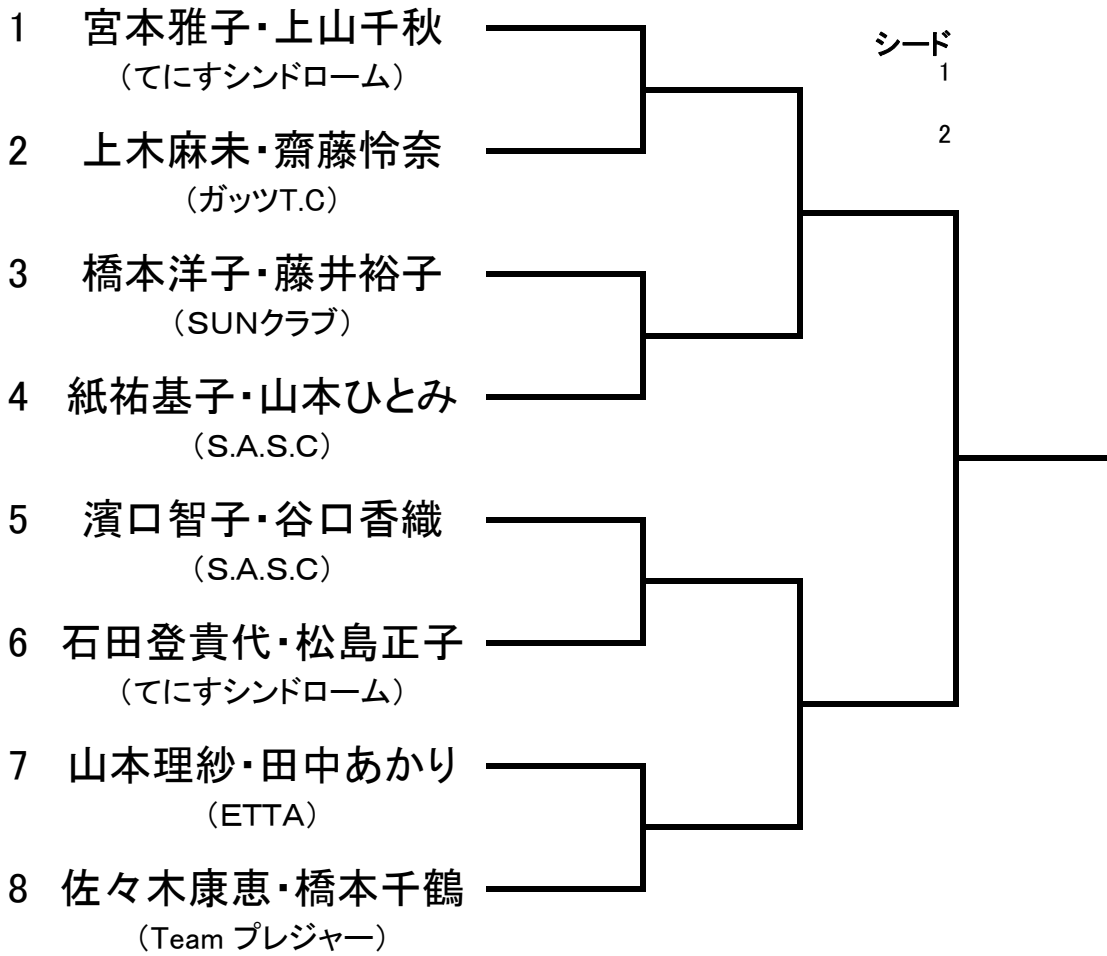 1 宮本雅子・上山千秋
（てにすシンドローム）
2 上木麻未・齋藤怜奈
（ガッツT.C）
3 橋本洋子・藤井裕子
（SUNクラブ）
4 紙祐基子・山本ひとみ
（S.A.S.C）
5 濱口智子・谷口香織
（S.A.S.C）
6 石田登貴代・松島正子
（てにすシンドローム）
7 山本理紗・田中あかり
（ETTA）
8 佐々木康恵・橋本千鶴
（Team プレジャー）
シード
1
2